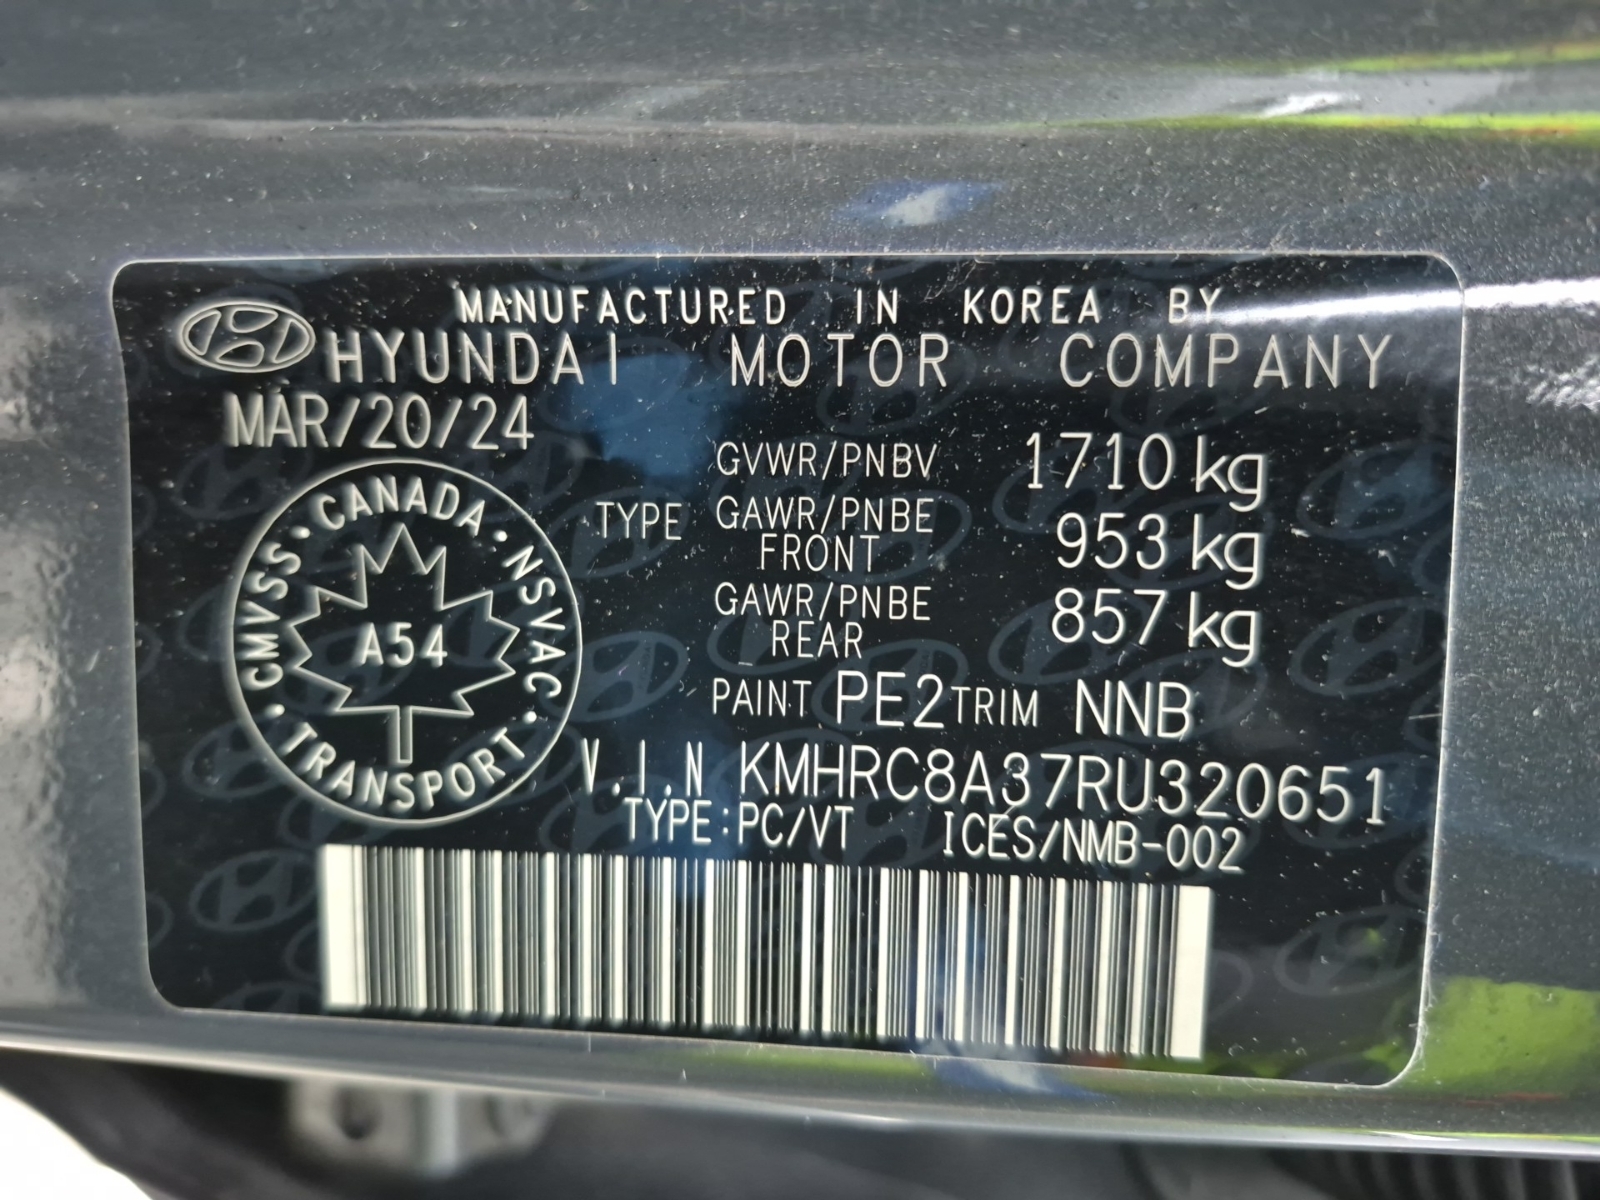 MANUFACTURED IN KOREA BY
HYUNDAI MOTOR COMPANY
MAR/20/24
GVWR/PNBV 1710 kg
TYPE GAWR/PNBE FRONT 953 kg
GAWR/PNBE REAR 857 kg
CMVSS · CANADA · NSVAC · TRANSPORT ·
A54
PAINT PE2 TRIM NNB
V.I.N KMHRC8A37RU320651
TYPE:PC/VT ICES/NMB-002